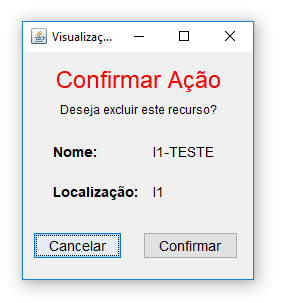 Visualizaç...
Confirmar Ação
Deseja excluir este recurso?
Nome: I1-TESTE
Localização: I1
Cancelar Confirmar